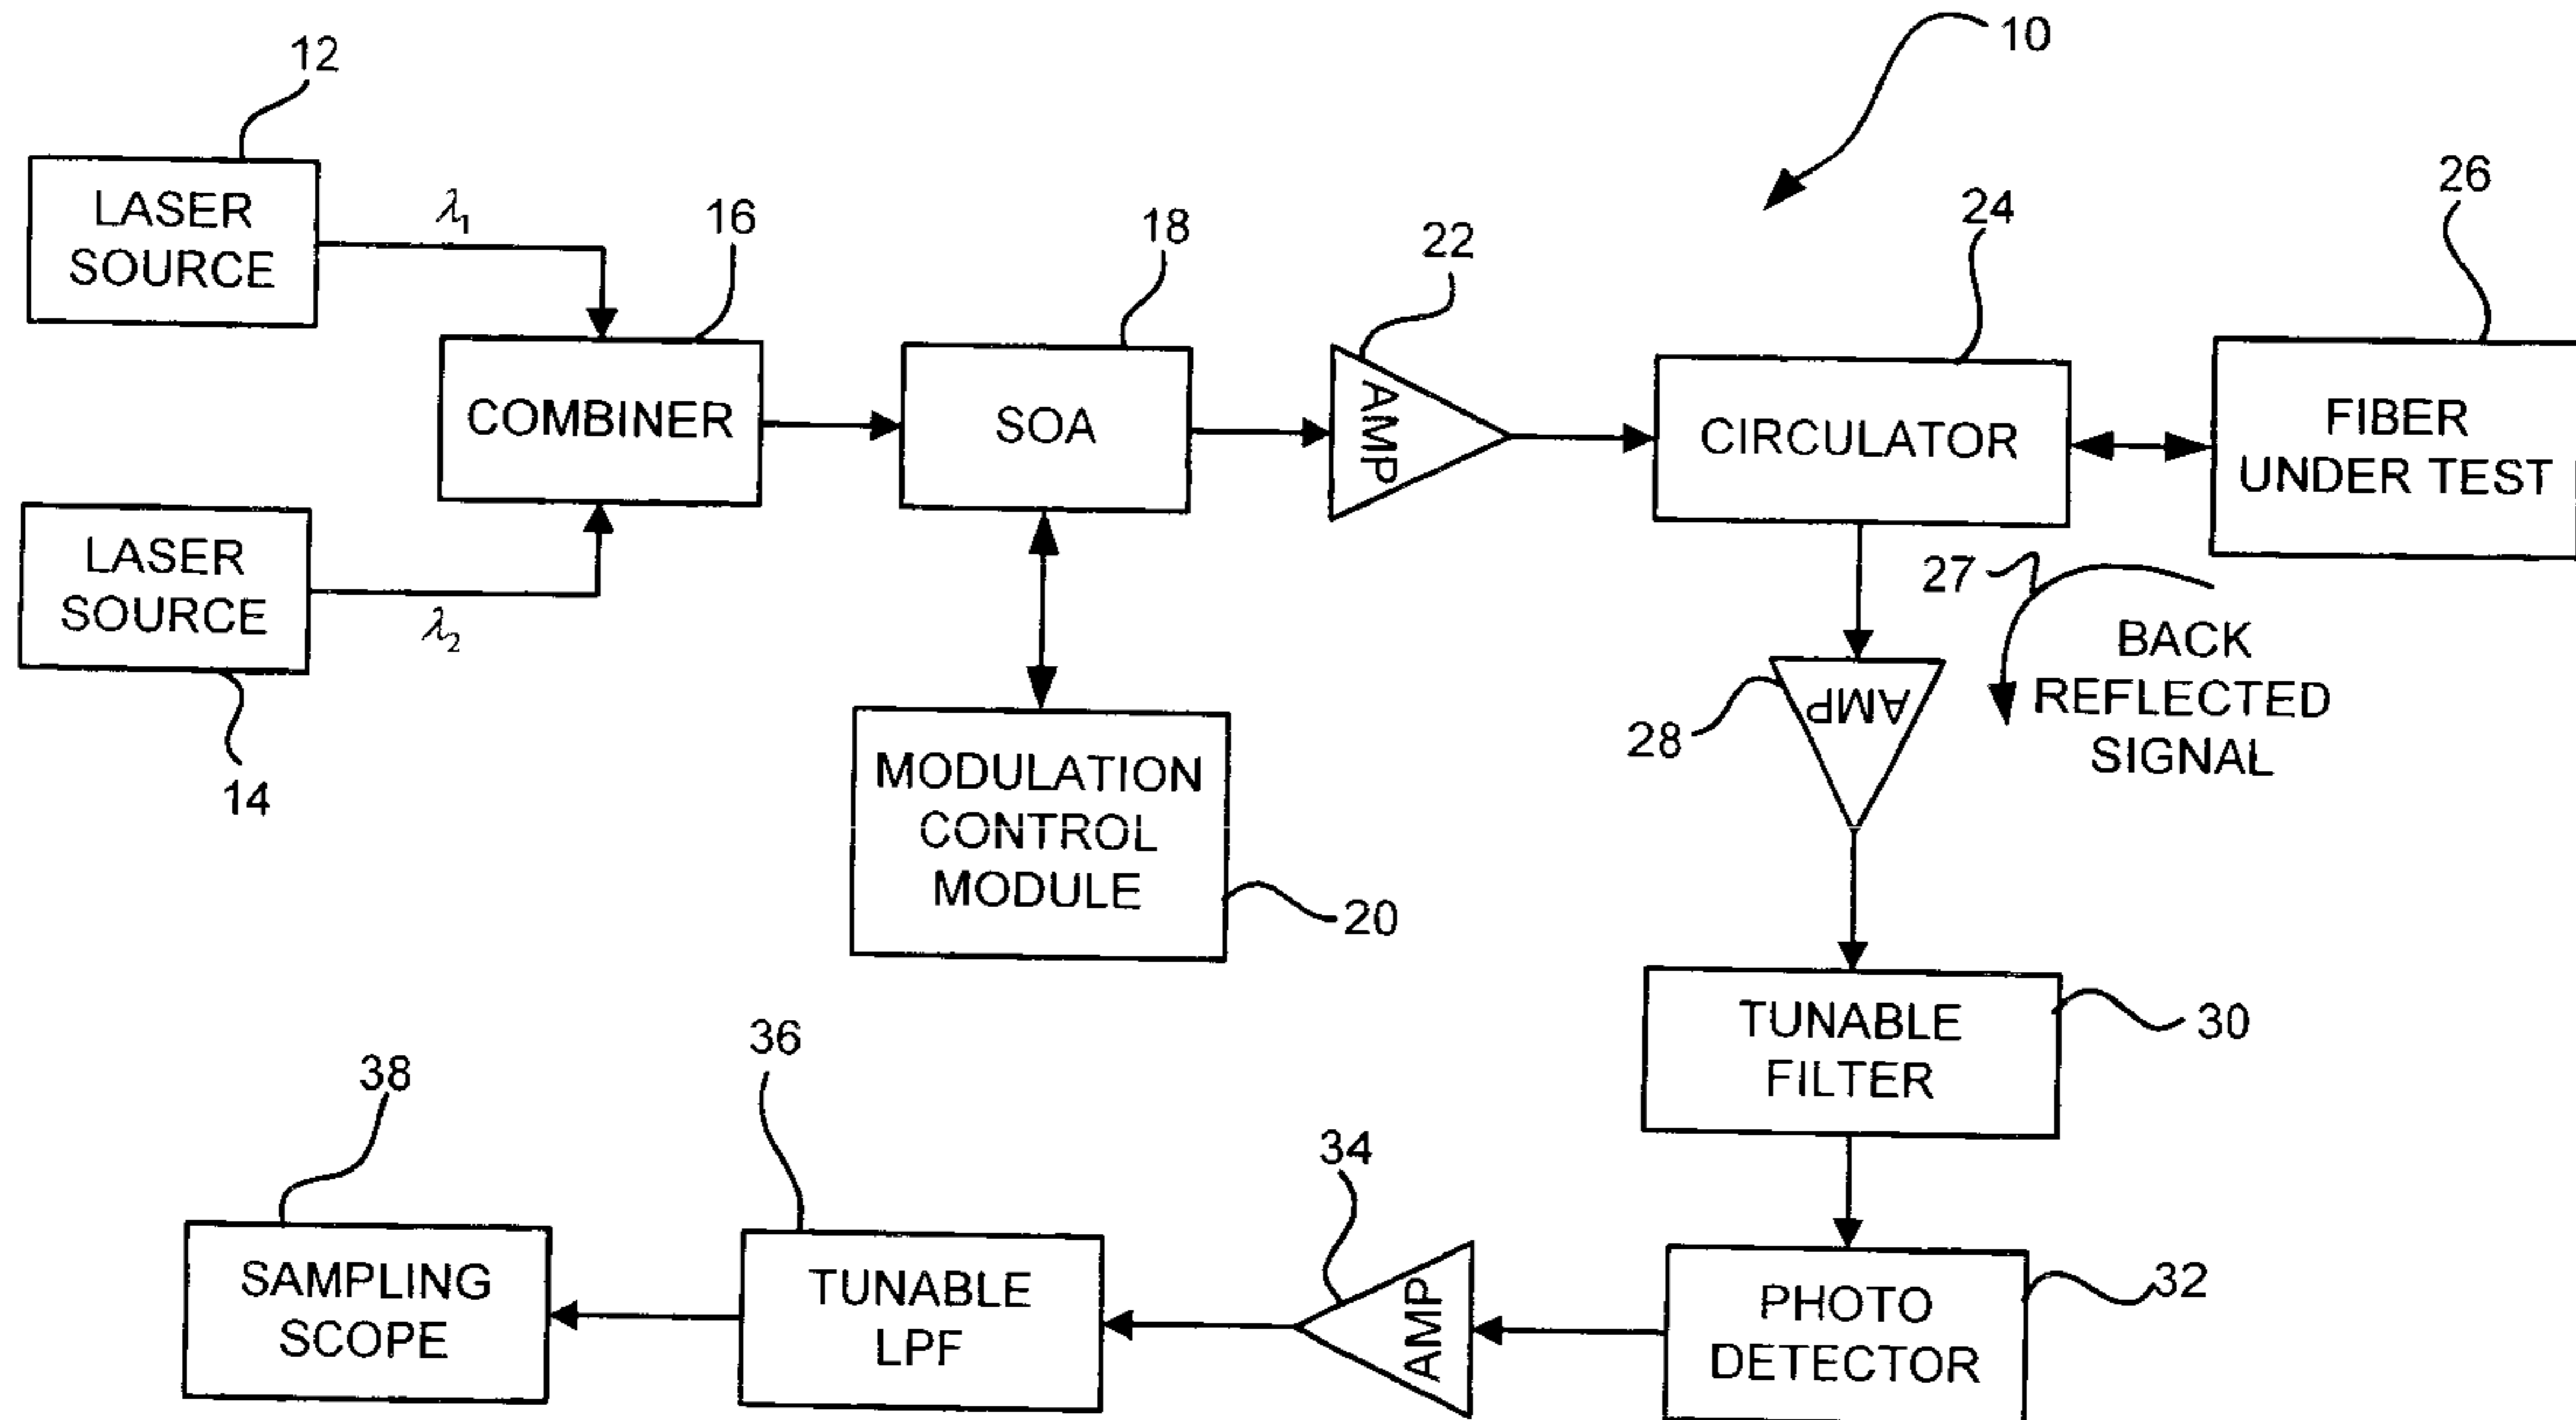 10
12
LASER
SOURCE
λ₁
16
COMBINER
18
SOA
22
AMP
24
CIRCULATOR
26
FIBER
UNDER TEST
LASER
SOURCE
λ₂
14
27
BACK
REFLECTED
SIGNAL
28
AMP
MODULATION
CONTROL
MODULE
20
TUNABLE
FILTER
30
38
SAMPLING
SCOPE
36
TUNABLE
LPF
34
AMP
PHOTO
DETECTOR
32